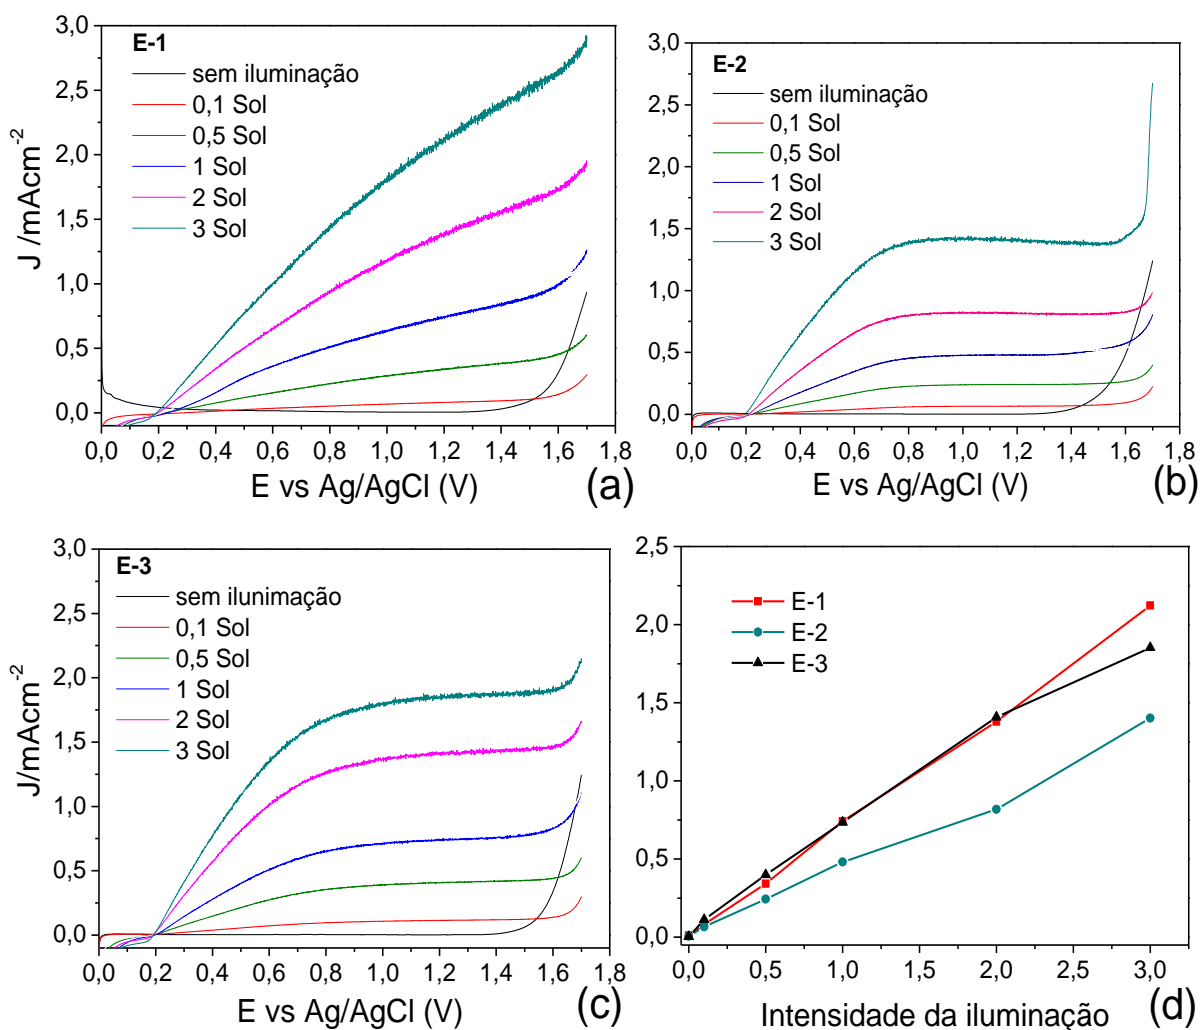 E-1
sem iluminação
0,1 Sol
0,5 Sol
1 Sol
2 Sol
3 Sol
J /mAcm-2
3,0
2,5
2,0
1,5
1,0
0,5
0,0
0,0 0,2 0,4 0,6 0,8 1,0 1,2 1,4 1,6 1,8
E vs Ag/AgCl (V)
(a)
E-2
sem iluminação
0,1 Sol
0,5 Sol
1 Sol
2 Sol
3 Sol
3,0
2,5
2,0
1,5
1,0
0,5
0,0
0,0 0,2 0,4 0,6 0,8 1,0 1,2 1,4 1,6 1,8
E vs Ag/AgCl (V)
(b)
E-3
sem ilunimação
0,1 Sol
0,5 Sol
1 Sol
2 Sol
3 Sol
J/mAcm-2
3,0
2,5
2,0
1,5
1,0
0,5
0,0
0,0 0,2 0,4 0,6 0,8 1,0 1,2 1,4 1,6 1,8
E vs Ag/AgCl (V)
(c)
E-1
E-2
E-3
2,5
2,0
1,5
1,0
0,5
0,0
0,0 0,5 1,0 1,5 2,0 2,5 3,0
Intensidade da iluminação
(d)